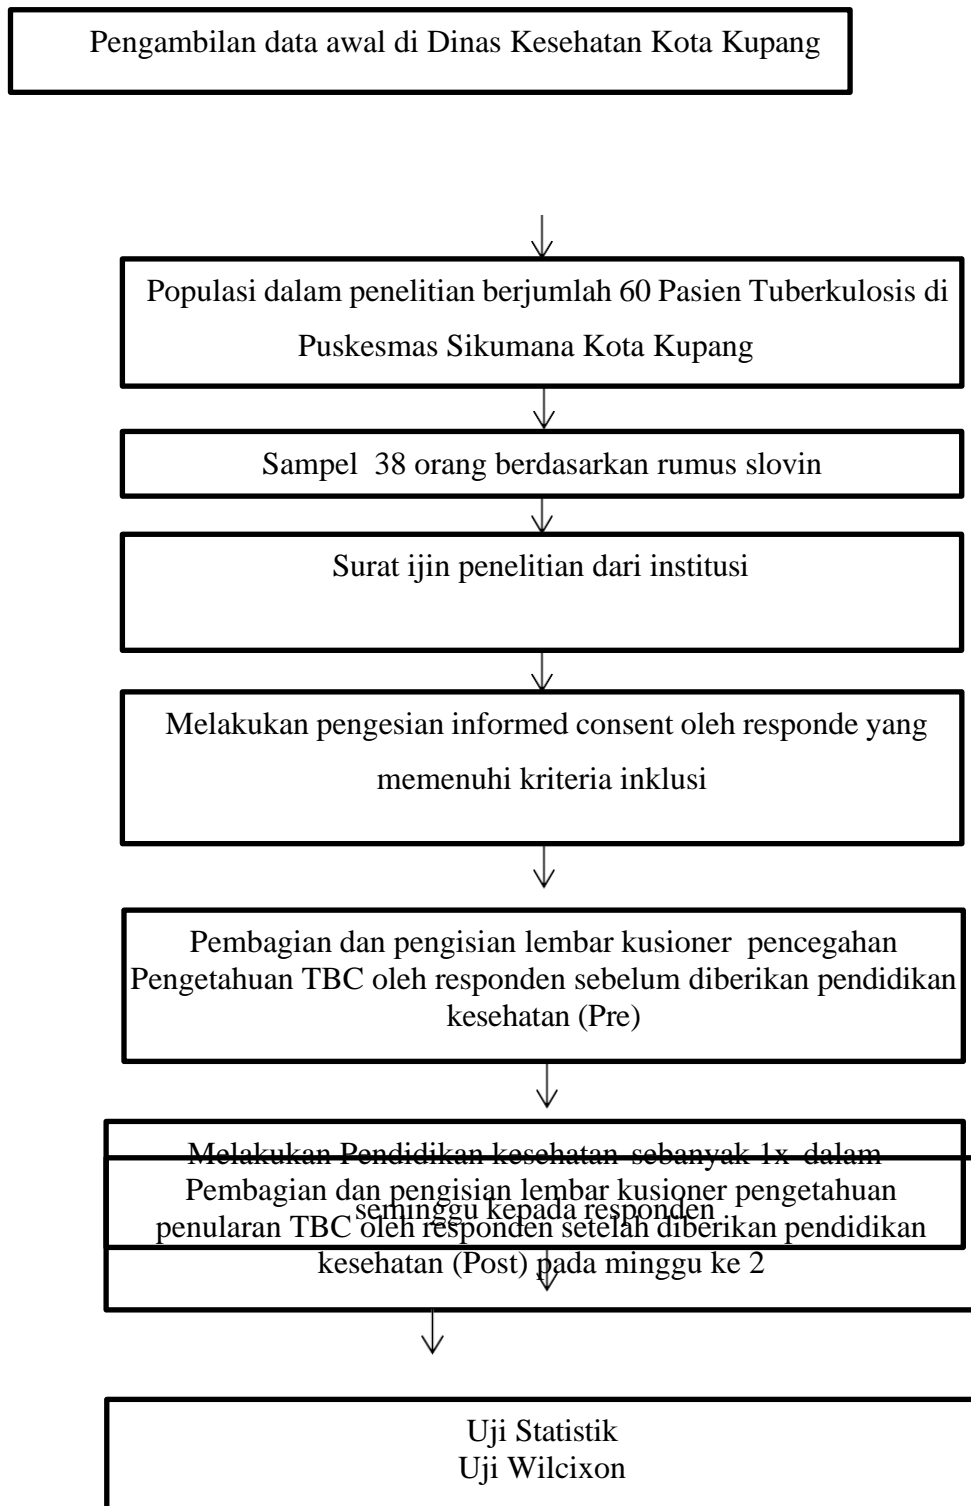 Pengambilan data awal di Dinas Kesehatan Kota Kupang
Populasi dalam penelitian berjumlah 60 Pasien Tuberkulosis di
Puskesmas Sikumana Kota Kupang
Sampel 38 orang berdasarkan rumus slovin
Surat ijin penelitian dari institusi
Melakukan pengesian informed consent oleh responde yang
memenuhi kriteria inklusi
Pembagian dan pengisian lembar kusioner pencegahan
Pengetahuan TBC oleh responden sebelum diberikan pendidikan
kesehatan (Pre)
Melakukan Pendidikan kesehatan sebanyak 1x dalam
seminggu kepada responden
Pembagian dan pengisian lembar kusioner pengetahuan
penularan TBC oleh responden setelah diberikan pendidikan
kesehatan (Post) pada minggu ke 2
Uji Statistik
Uji Wilcixon